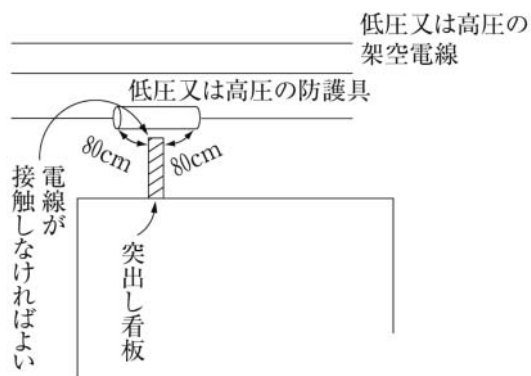 低圧又は高圧の
架空電線
低圧又は高圧の防護具
80cm
80cm
電線が
接触しなければよい
突出し看板